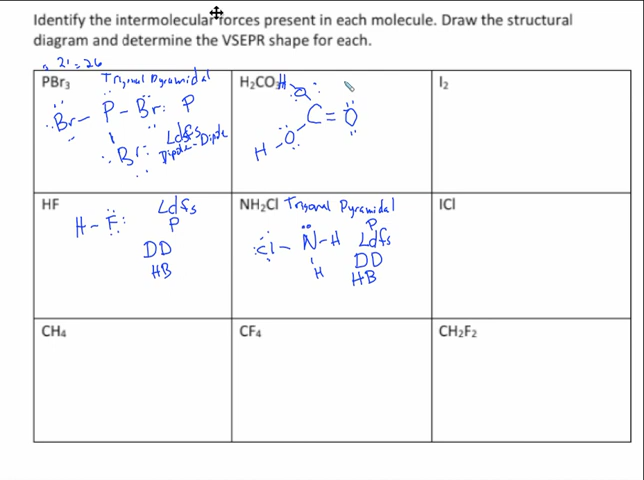 Identify the intermolecular forces present in each molecule. Draw the structural
diagram and determine the VSEPR shape for each.
21 = 26
PBr₃ Trigonal Pyramidal
Br – P – Br: P
Br: Ldfs
Dipole-Dipole
H₂CO₃ H
O
C = O
H – O
I₂
HF Ldfs
H – F: P
DD
HB
NH₂Cl Trigonal Pyramidal
P
Cl – N – H Ldfs
H DD
HB
ICl
CH₄
CF₄
CH₂F₂